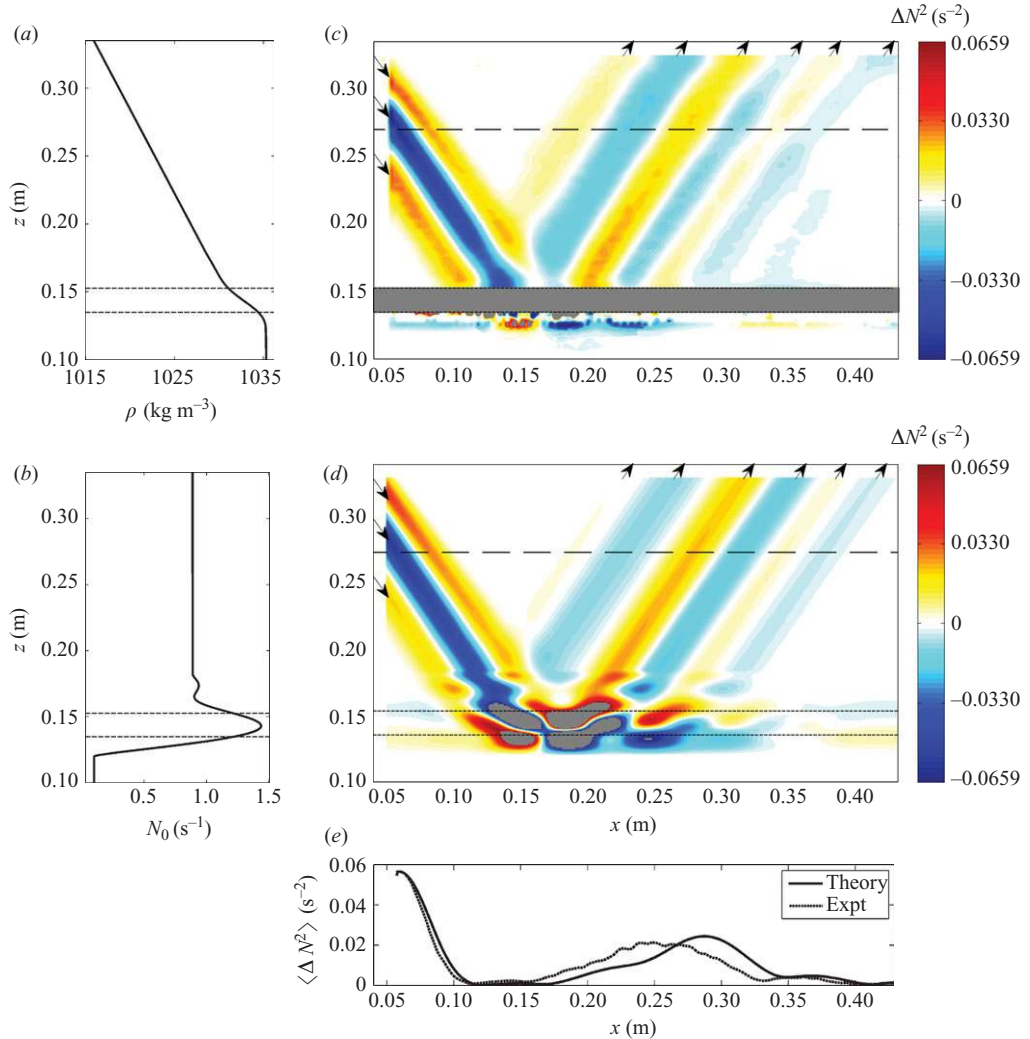 (a)
(c)
ΔN² (s⁻²)
z (m)
0.30
0.25
0.20
0.15
0.10
1015 1025 1035
ρ (kg m⁻³)
0.30
0.25
0.20
0.15
0.10
0.05 0.10 0.15 0.20 0.25 0.30 0.35 0.40
0.0659
0.0330
0
−0.0330
−0.0659
(b)
(d)
ΔN² (s⁻²)
z (m)
0.30
0.25
0.20
0.15
0.10
0.5 1.0 1.5
N₀ (s⁻¹)
0.30
0.25
0.20
0.15
0.10
0.05 0.10 0.15 0.20 0.25 0.30 0.35 0.40
x (m)
0.0659
0.0330
0
−0.0330
−0.0659
(e)
⟨ΔN²⟩ (s⁻²)
0.06
0.04
0.02
0
Theory
Expt
0.05 0.10 0.15 0.20 0.25 0.30 0.35 0.40
x (m)